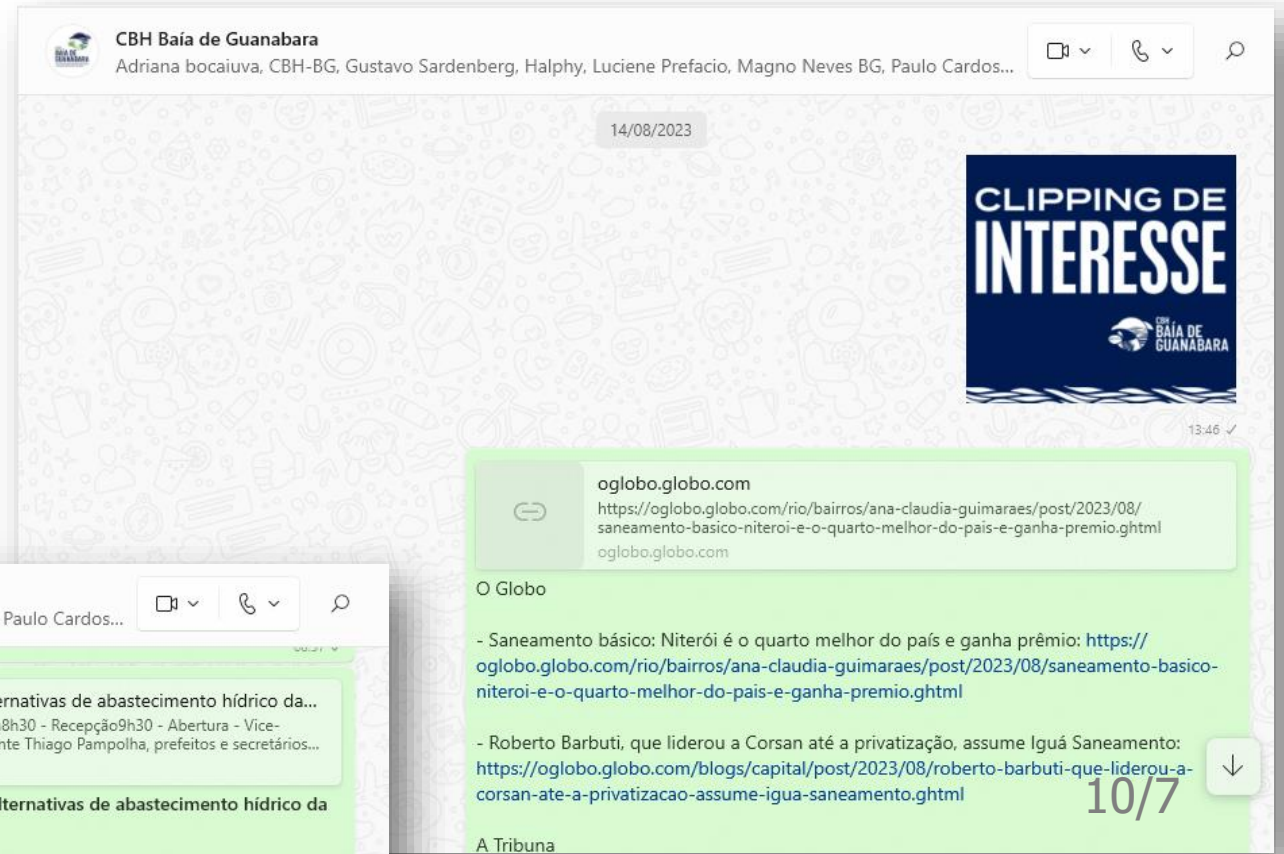 CBH Baía de Guanabara
Adriana bocaiuva, CBH-BG, Gustavo Sardenberg, Halphy, Luciene Prefacio, Magno Neves BG, Paulo Cardos...
14/08/2023
CLIPPING DE
INTERESSE
CBH
BAÍA DE
GUANABARA
13:46
oglobo.globo.com
https://oglobo.globo.com/rio/bairros/ana-claudia-guimaraes/post/2023/08/
saneamento-basico-niteroi-e-o-quarto-melhor-do-pais-e-ganha-premio.ghtml
oglobo.globo.com
O Globo
- Saneamento básico: Niterói é o quarto melhor do país e ganha prêmio: https://
oglobo.globo.com/rio/bairros/ana-claudia-guimaraes/post/2023/08/saneamento-basico-
niteroi-e-o-quarto-melhor-do-pais-e-ganha-premio.ghtml
- Roberto Barbuti, que liderou a Corsan até a privatização, assume Iguá Saneamento:
https://oglobo.globo.com/blogs/capital/post/2023/08/roberto-barbuti-que-liderou-a-
corsan-ate-a-privatizacao-assume-igua-saneamento.ghtml
A Tribuna
10/7
Paulo Cardos...
ernativas de abastecimento hídrico da...
8h30 - Recepção9h30 - Abertura - Vice-
nte Thiago Pampolha, prefeitos e secretários...
lternativas de abastecimento hídrico da